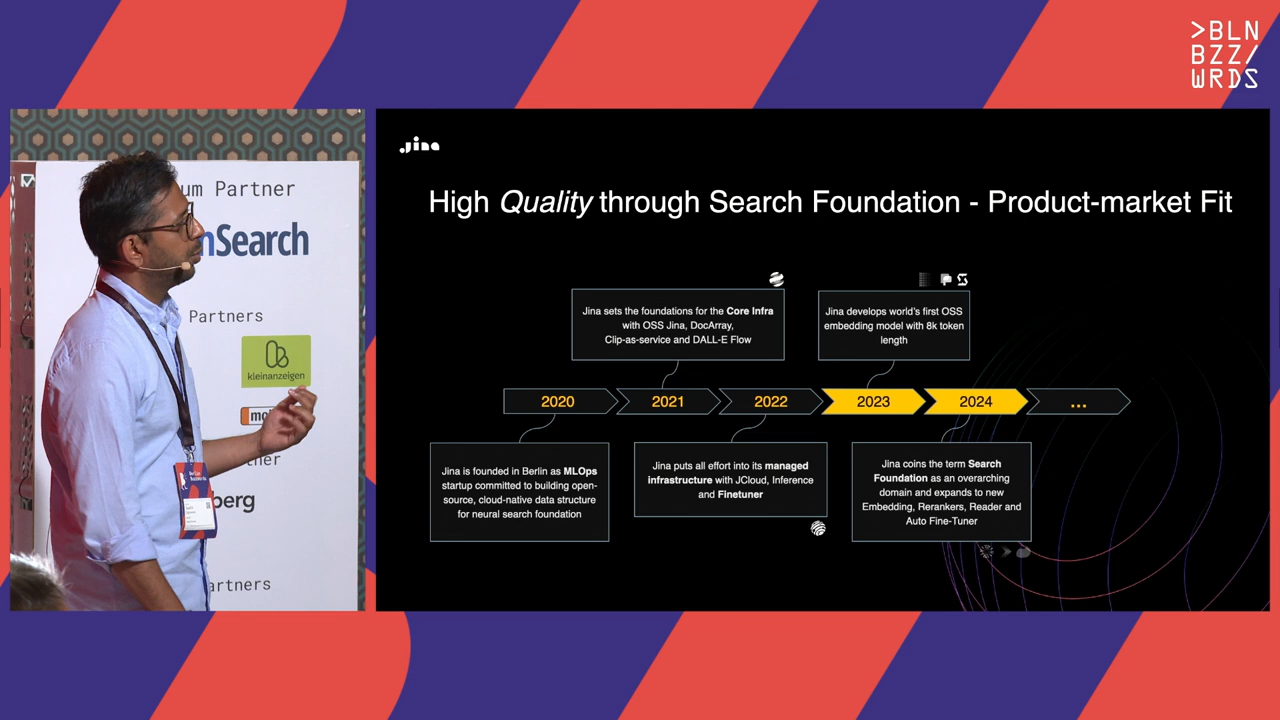 >BLN
BZZ/
WRDS
um Partner
nSearch
Partners
kleinanzeigen
tner
berg
artners
Jina
High Quality through Search Foundation - Product-market Fit
Jina sets the foundations for the Core Infra
with OSS Jina, DocArray,
Clip-as-service and DALL-E Flow
Jina develops world's first OSS
embedding model with 8k token
length
2020
2021
2022
2023
2024
...
Jina is founded in Berlin as MLOps
startup committed to building open-
source, cloud-native data structure
for neural search foundation
Jina puts all effort into its managed
infrastructure with JCloud, Inference
and Finetuner
Jina coins the term Search
Foundation as an overarching
domain and expands to new
Embedding, Rerankers, Reader and
Auto Fine-Tuner